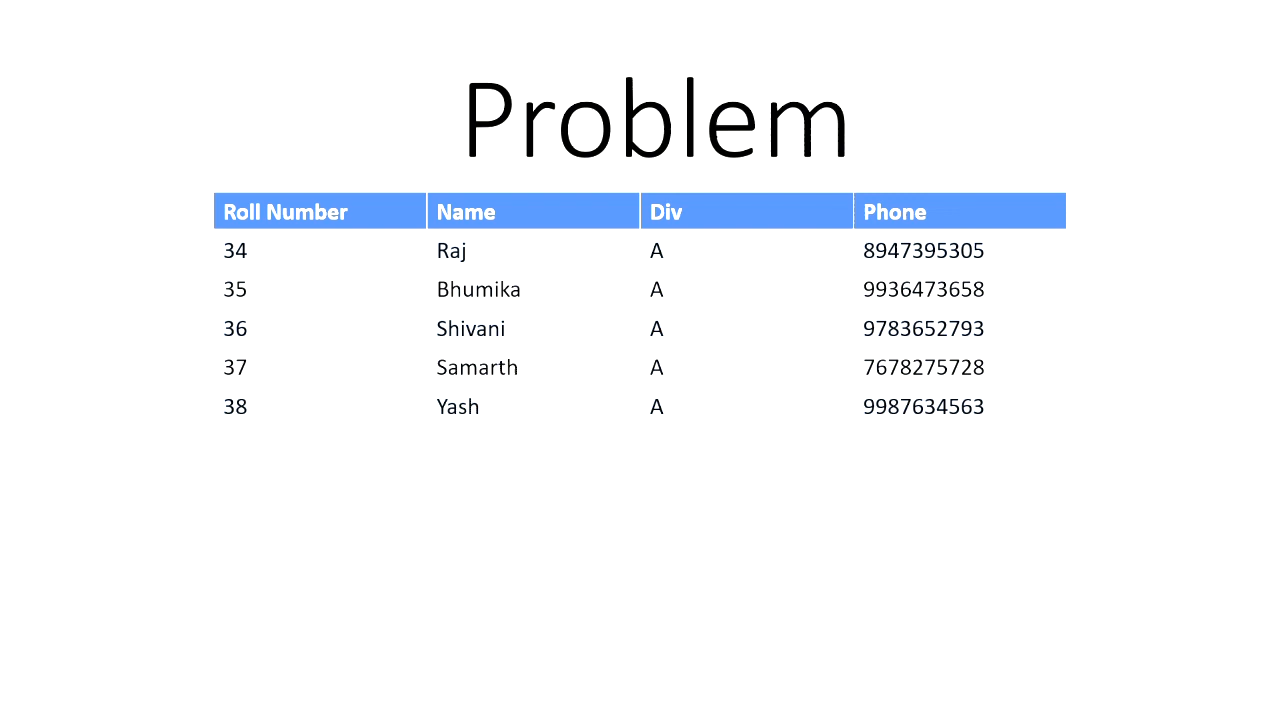 Problem
Roll Number Name Div Phone
34 Raj A 8947395305
35 Bhumika A 9936473658
36 Shivani A 9783652793
37 Samarth A 7678275728
38 Yash A 9987634563